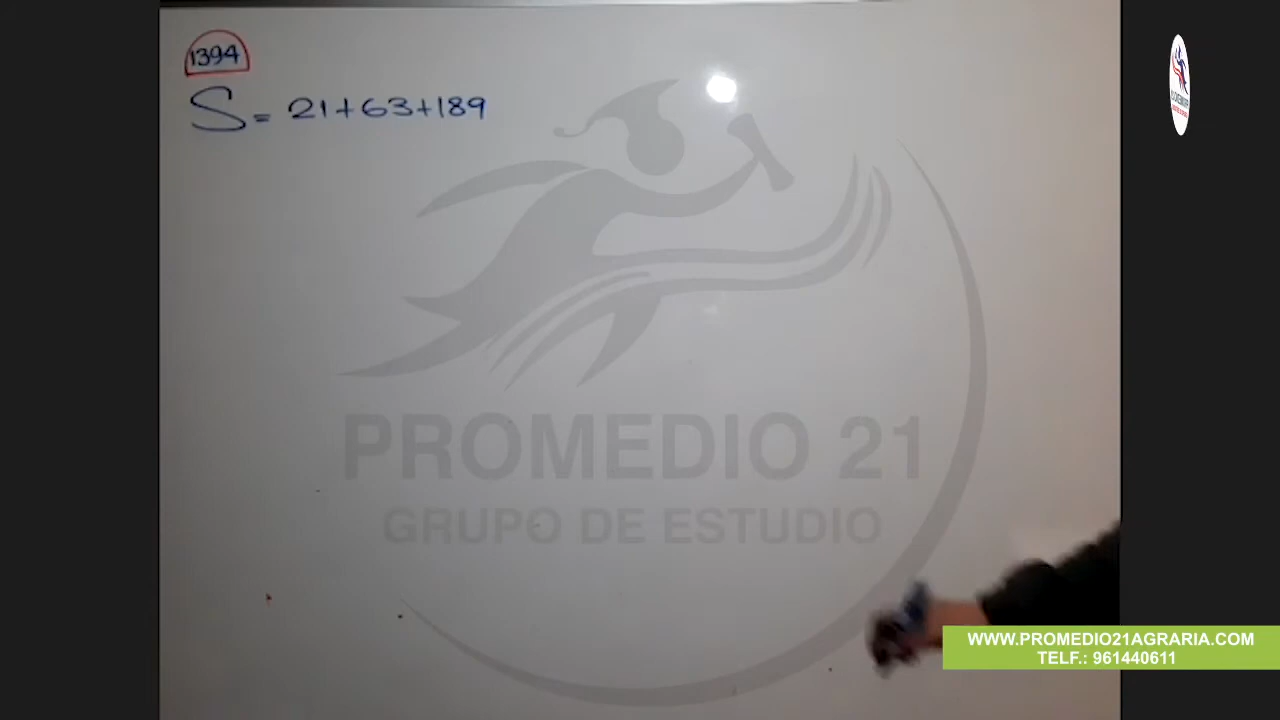 1394
S = 21+63+189
PROMEDIO 21
GRUPO DE ESTUDIO
WWW.PROMEDIO21AGRARIA.COM
TELF.: 961440611